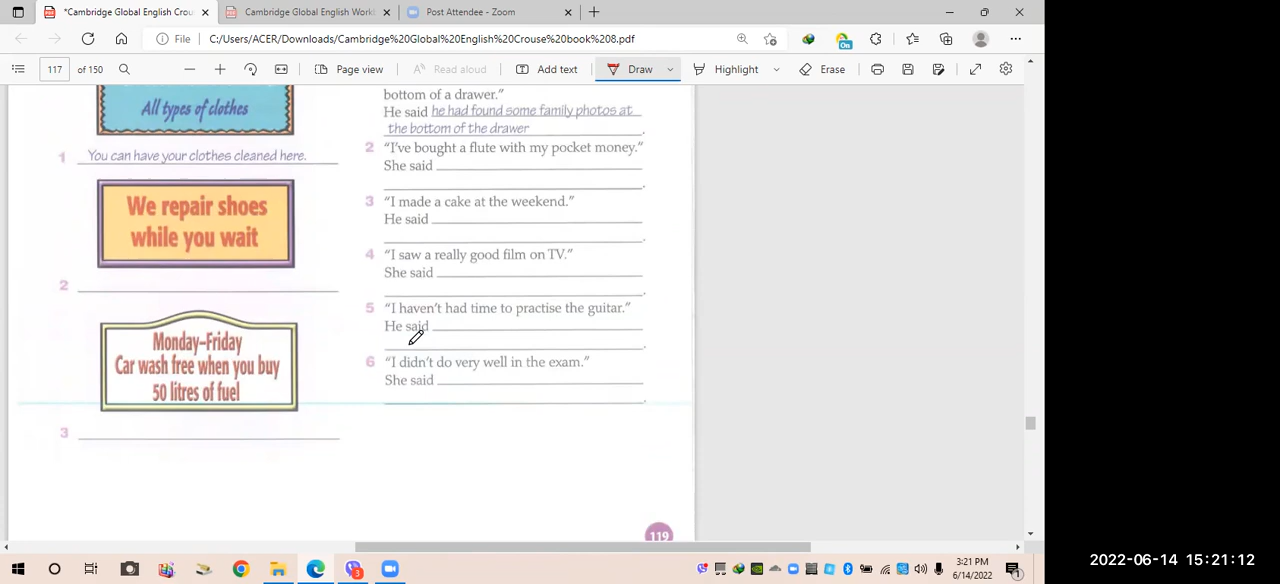 *Cambridge Global English Crou
Cambridge Global English Work
Post Attendee - Zoom
File
C:/Users/ACER/Downloads/Cambridge%20Global%20English%20Crouse%20book%208.pdf
On
117 of 150
Page view
Read aloud
Add text
Draw
Highlight
Erase
All types of clothes
1 You can have your clothes cleaned here.
We repair shoes
while you wait
2
Monday–Friday
Car wash free when you buy
50 litres of fuel
3
bottom of a drawer.”
He said he had found some family photos at
the bottom of the drawer.
2 “I’ve bought a flute with my pocket money.”
She said
.
3 “I made a cake at the weekend.”
He said
.
4 “I saw a really good film on TV.”
She said
.
5 “I haven’t had time to practise the guitar.”
He said
.
6 “I didn’t do very well in the exam.”
She said
.
119
3
3:21 PM
6/14/2022
1
2022-06-14 15:21:12